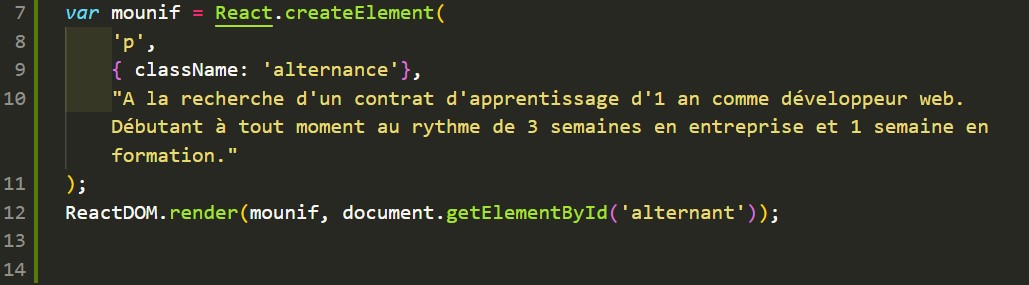 7 var mounif = React.createElement(
8 'p',
9 { className: 'alternance'},
10 "A la recherche d'un contrat d'apprentissage d'1 an comme développeur web.
Débutant à tout moment au rythme de 3 semaines en entreprise et 1 semaine en
formation."
11 );
12 ReactDOM.render(mounif, document.getElementById('alternant'));
13
14